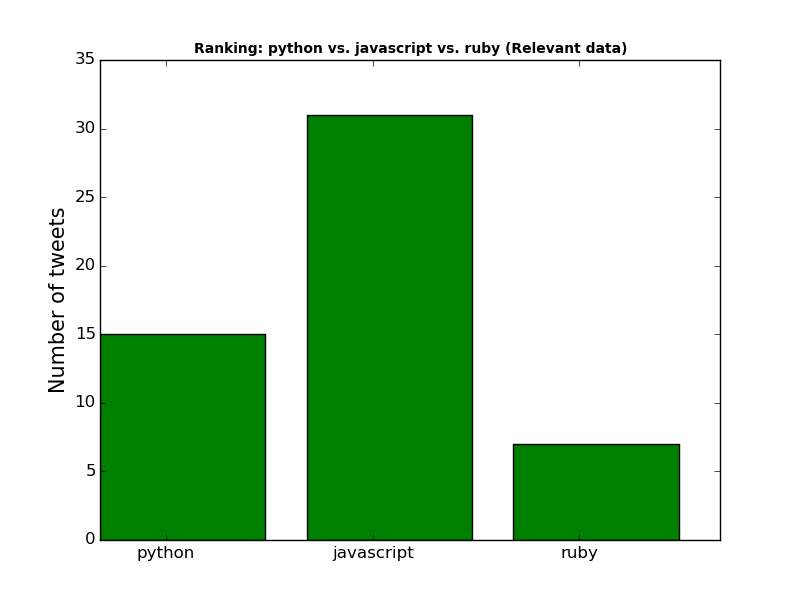 Ranking: python vs. javascript vs. ruby (Relevant data)
35
30
25
20
15
10
5
0
Number of tweets
python javascript ruby